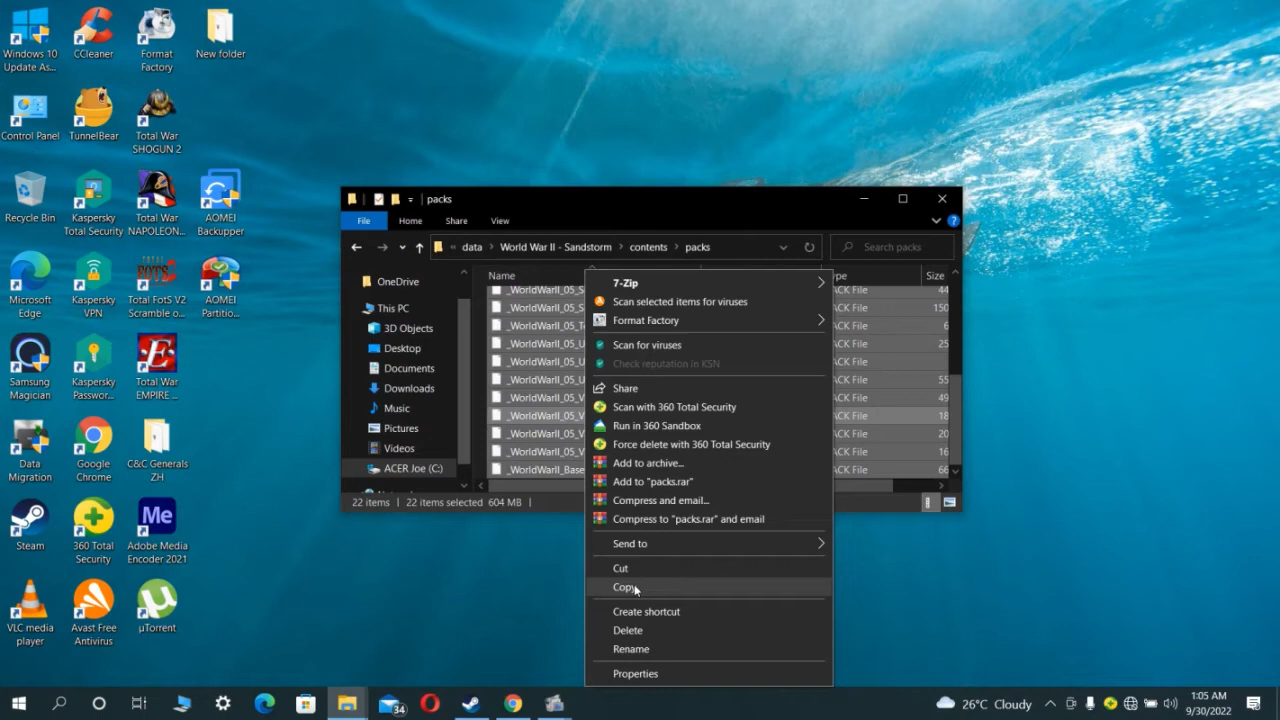 Windows 10
Update As...
CCleaner
Format
Factory
New folder
Control Panel
TunnelBear
Total War
SHOGUN 2
Recycle Bin
Kaspersky
Total Security
Total War
NAPOLEON...
AOMEI
Backupper
Microsoft
Edge
Kaspersky
VPN
Total FotS V2
Scramble o...
AOMEI
Partitio...
Samsung
Magician
Kaspersky
Passwor...
Total War
EMPIRE ...
Data
Migration
Google
Chrome
C&C Generals
ZH
Steam
360 Total
Security
Me
Adobe Media
Encoder 2021
VLC media
player
Avast Free
Antivirus
µTorrent
packs
File Home Share View
« data › World War II - Sandstorm › contents › packs
Search packs
OneDrive
This PC
3D Objects
Desktop
Documents
Downloads
Music
Pictures
Videos
ACER Joe (C:)
Name ype Size
_WorldWarII_05_S ACK File 44
_WorldWarII_05_S ACK File 150
_WorldWarII_05_T ACK File 6
_WorldWarII_05_U ACK File 25
_WorldWarII_05_U ACK File
_WorldWarII_05_U ACK File 55
_WorldWarII_05_V ACK File 49
_WorldWarII_05_V ACK File 18
_WorldWarII_05_V ACK File 20
_WorldWarII_05_V ACK File 16
_WorldWarII_Base ACK File 66
22 items 22 items selected 604 MB
7-Zip
Scan selected items for viruses
Format Factory
Scan for viruses
Check reputation in KSN
Share
Scan with 360 Total Security
Run in 360 Sandbox
Force delete with 360 Total Security
Add to archive...
Add to "packs.rar"
Compress and email...
Compress to "packs.rar" and email
Send to
Cut
Copy
Create shortcut
Delete
Rename
Properties
34
26°C Cloudy
1:05 AM
9/30/2022